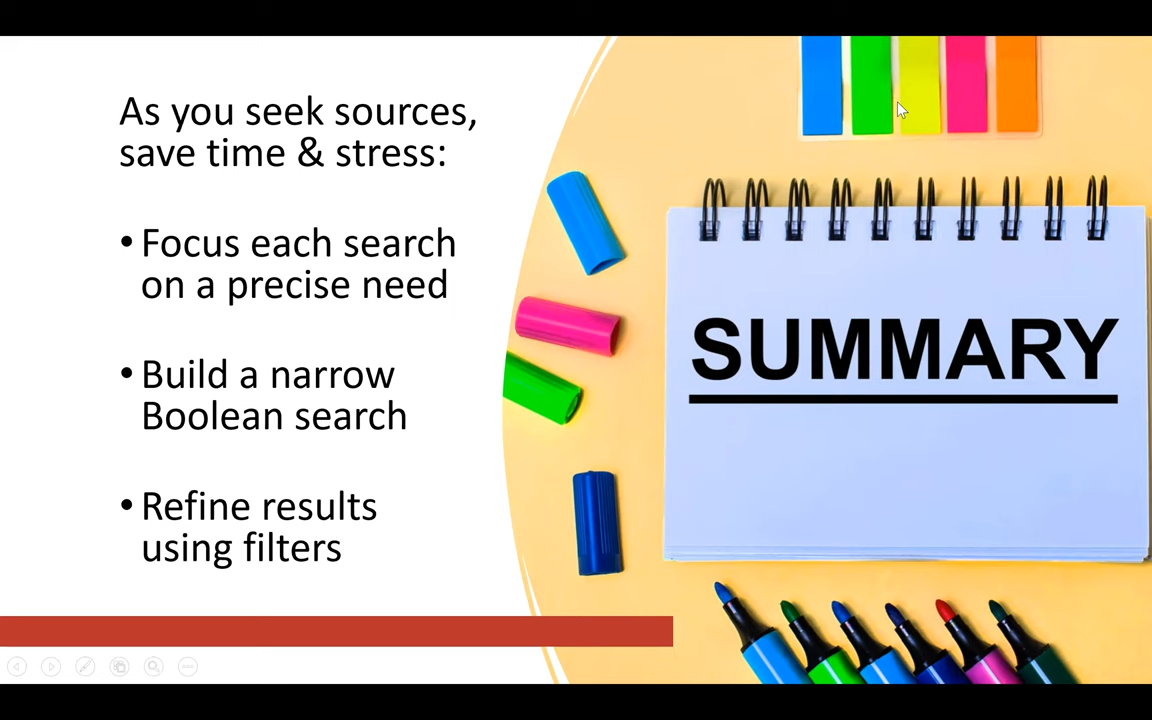 As you seek sources,
save time & stress:
• Focus each search
on a precise need
• Build a narrow
Boolean search
• Refine results
using filters
SUMMARY